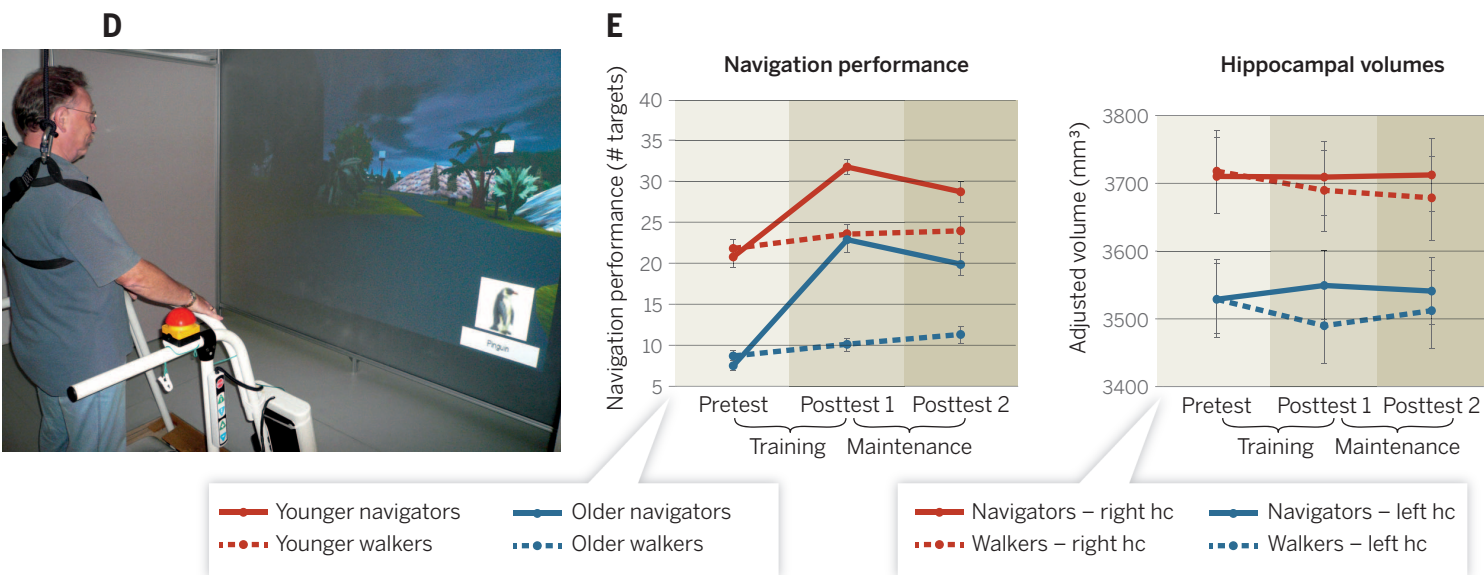 D
Pinguin
E
Navigation performance
Navigation performance (# targets)
40
35
30
25
20
15
10
5
Pretest Posttest 1 Posttest 2
Training Maintenance
Younger navigators Older navigators
Younger walkers Older walkers
Hippocampal volumes
Adjusted volume (mm³)
3800
3700
3600
3500
3400
Pretest Posttest 1 Posttest 2
Training Maintenance
Navigators – right hc Navigators – left hc
Walkers – right hc Walkers – left hc